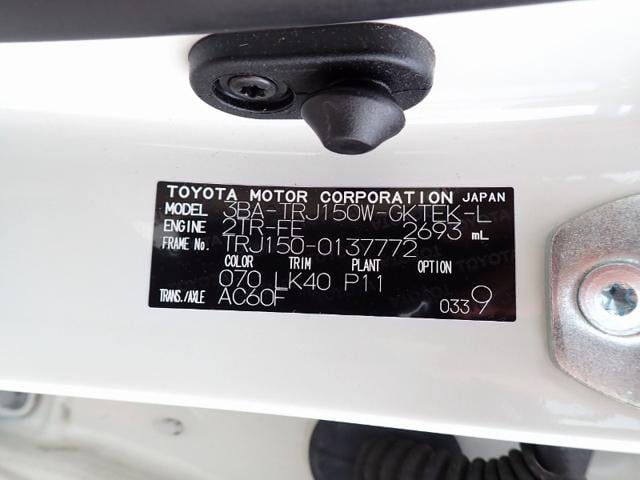 TOYOTA MOTOR CORPORATION JAPAN
MODEL 3BA-TRJ150W-GKTEK-L
ENGINE 2TR-FE 2693 mL
FRAME No. TRJ150-0137772
COLOR TRIM PLANT OPTION
070 LK40 P11
TRANS./AXLE AC60F 0339